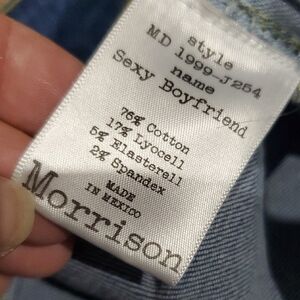 style
MD 1999-J254
name
Sexy Boyfriend
76% Cotton
17% Lyocell
5% Elasterell
2% Spandex
MADE
IN MEXICO
Morrison